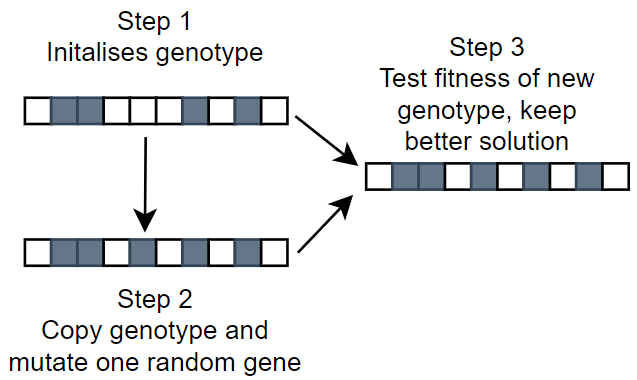 Step 1
Initalises genotype
Step 3
Test fitness of new
genotype, keep
better solution
Step 2
Copy genotype and
mutate one random gene